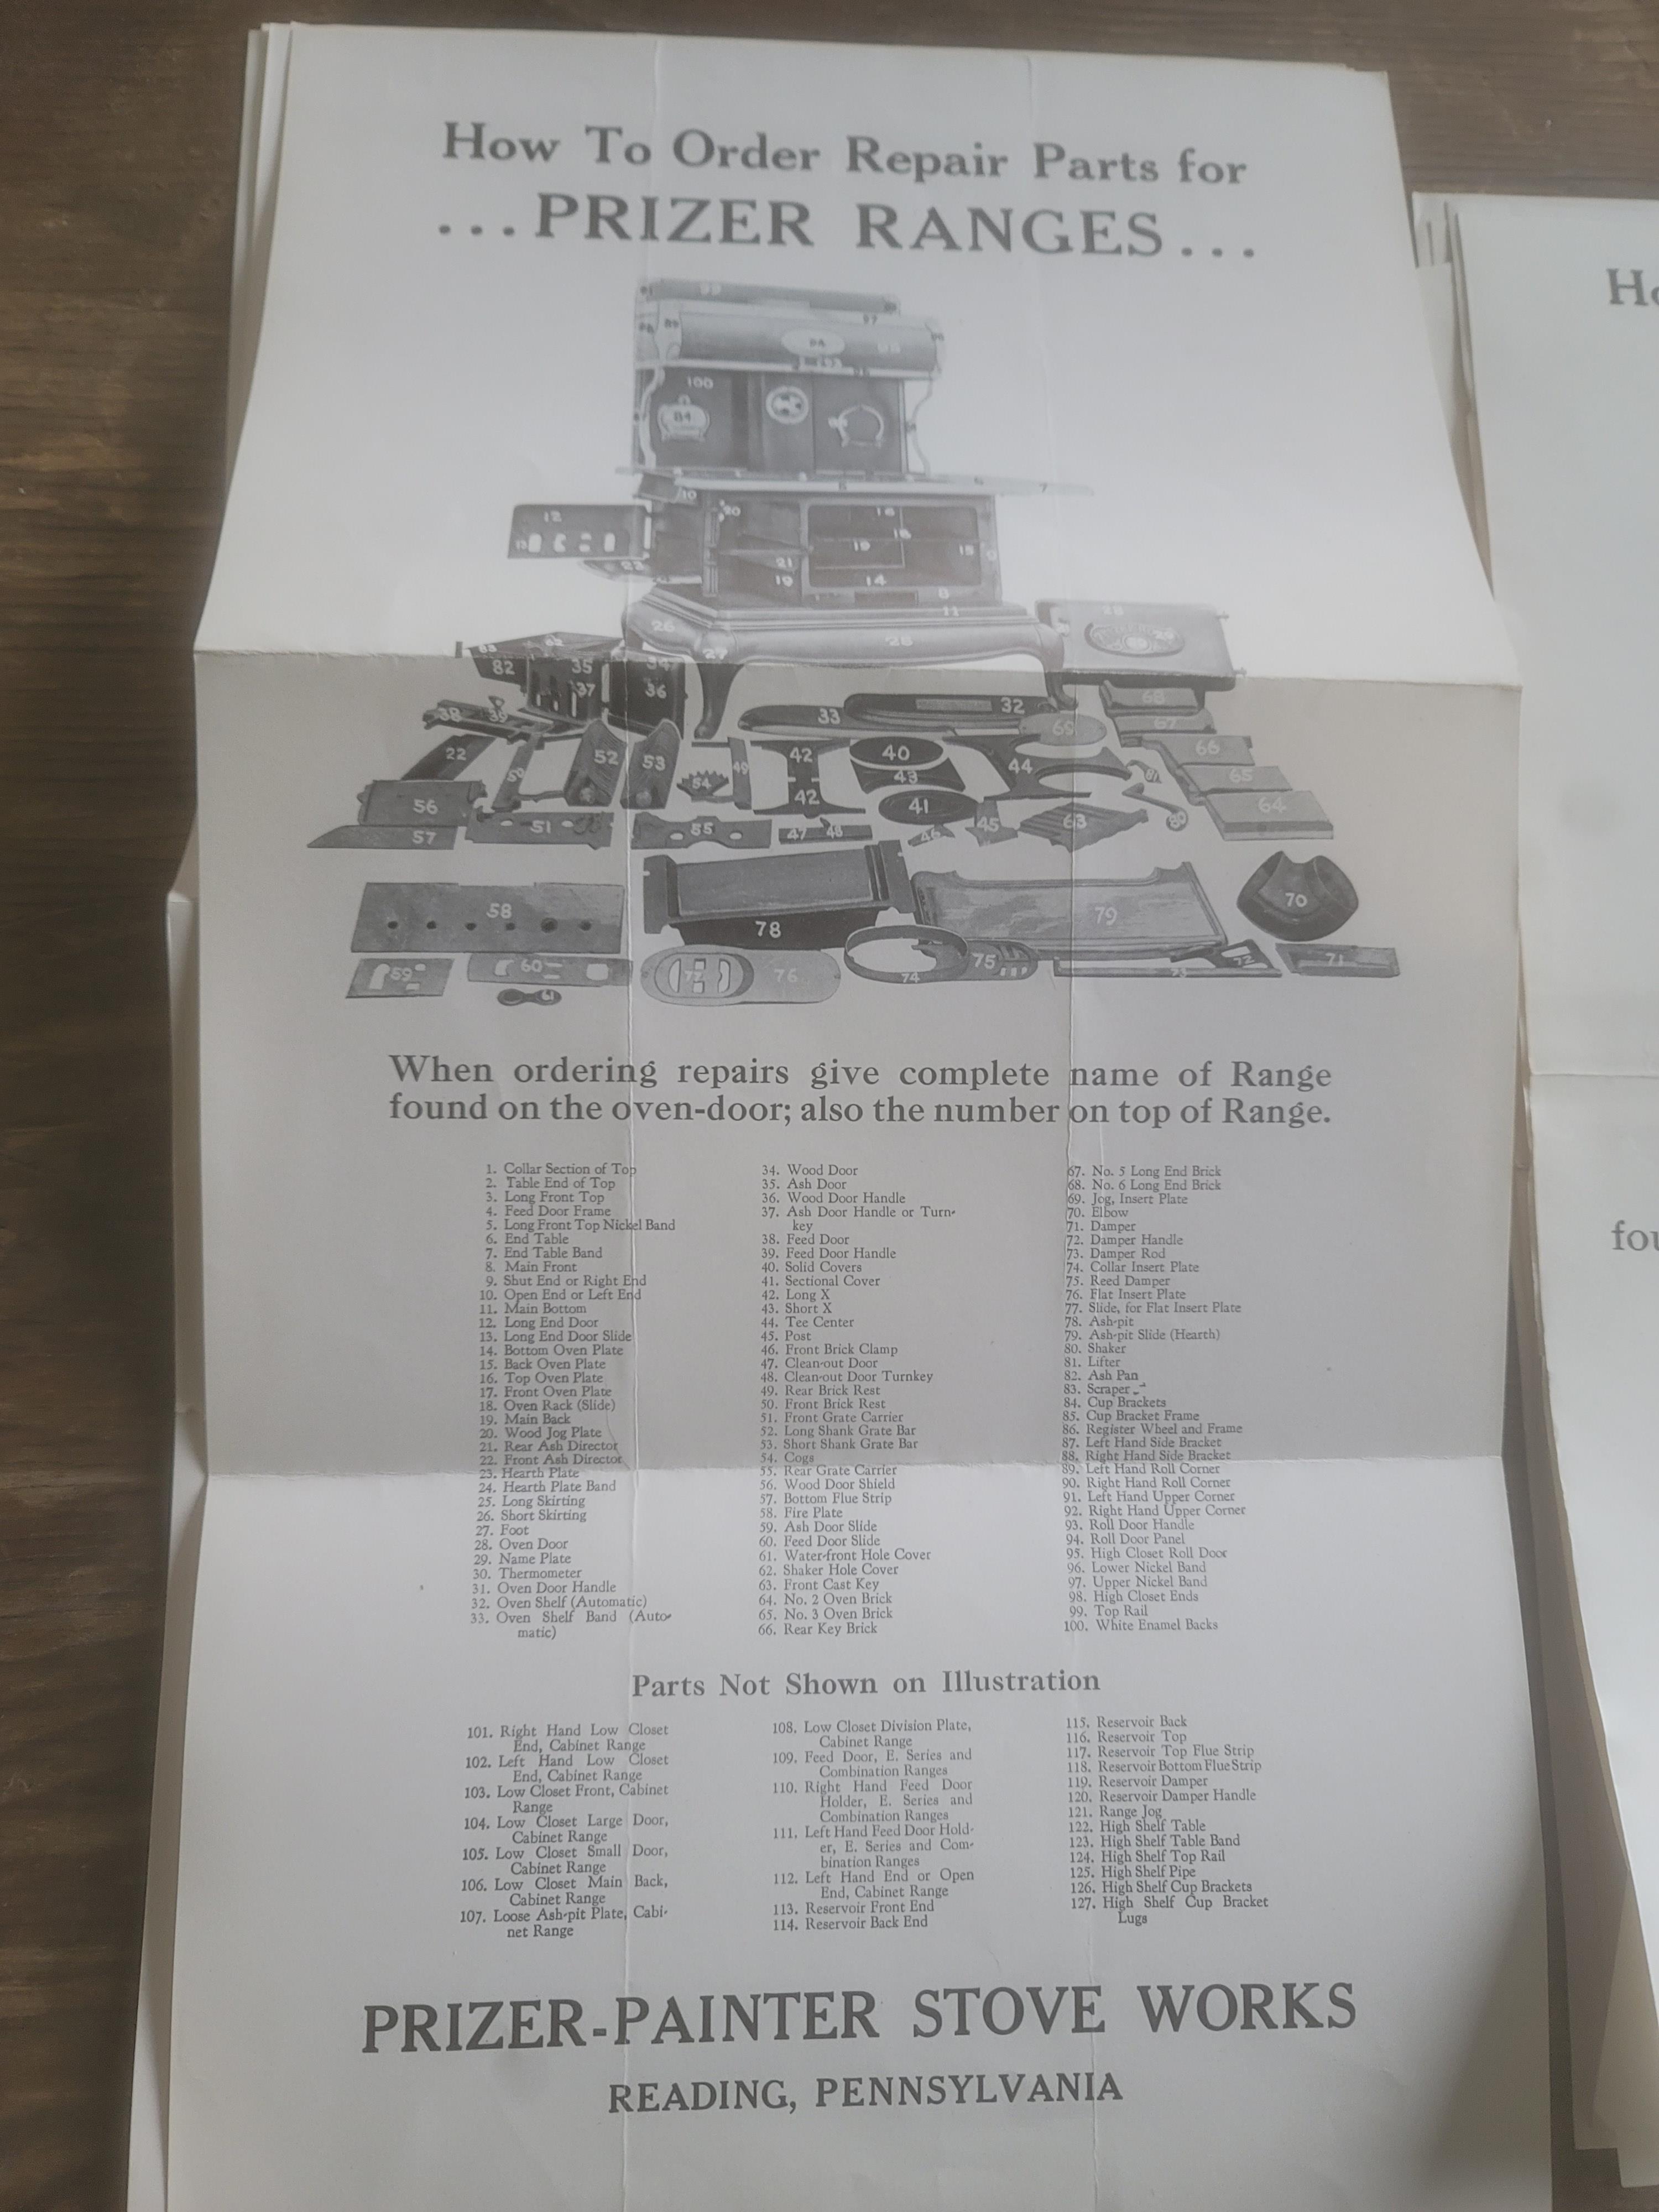 How To Order Repair Parts for
...PRIZER RANGES...
When ordering repairs give complete name of Range
found on the oven-door; also the number on top of Range.
1. Collar Section of Top
2. Table End of Top
3. Long Front Top
4. Feed Door Frame
5. Long Front Top Nickel Band
6. End Table
7. End Table Band
8. Main Front
9. Shut End or Right End
10. Open End or Left End
11. Main Bottom
12. Long End Door
13. Long End Door Slide
14. Bottom Oven Plate
15. Back Oven Plate
16. Top Oven Plate
17. Front Oven Plate
18. Oven Rack (Slide)
19. Main Back
20. Wood Jog Plate
21. Rear Ash Director
22. Front Ash Director
23. Hearth Plate
24. Hearth Plate Band
25. Long Skirting
26. Short Skirting
27. Foot
28. Oven Door
29. Name Plate
30. Thermometer
31. Oven Door Handle
32. Oven Shelf (Automatic)
33. Oven Shelf Band (Auto-
matic)
34. Wood Door
35. Ash Door
36. Wood Door Handle
37. Ash Door Handle or Turn-
key
38. Feed Door
39. Feed Door Handle
40. Solid Covers
41. Sectional Cover
42. Long X
43. Short X
44. Tee Center
45. Post
46. Front Brick Clamp
47. Clean-out Door
48. Clean-out Door Turnkey
49. Rear Brick Rest
50. Front Brick Rest
51. Front Grate Carrier
52. Long Shank Grate Bar
53. Short Shank Grate Bar
54. Cogs
55. Rear Grate Carrier
56. Wood Door Shield
57. Bottom Flue Strip
58. Fire Plate
59. Ash Door Slide
60. Feed Door Slide
61. Water-front Hole Cover
62. Shaker Hole Cover
63. Front Cast Key
64. No. 2 Oven Brick
65. No. 3 Oven Brick
66. Rear Key Brick
67. No. 5 Long End Brick
68. No. 6 Long End Brick
69. Jog, Insert Plate
70. Elbow
71. Damper
72. Damper Handle
73. Damper Rod
74. Collar Insert Plate
75. Reed Damper
76. Flat Insert Plate
77. Slide, for Flat Insert Plate
78. Ash-pit
79. Ash-pit Slide (Hearth)
80. Shaker
81. Lifter
82. Ash Pan
83. Scraper
84. Cup Brackets
85. Cup Bracket Frame
86. Register Wheel and Frame
87. Left Hand Side Bracket
88. Right Hand Side Bracket
89. Left Hand Roll Corner
90. Right Hand Roll Corner
91. Left Hand Upper Corner
92. Right Hand Upper Corner
93. Roll Door Handle
94. Roll Door Panel
95. High Closet Roll Door
96. Lower Nickel Band
97. Upper Nickel Band
98. High Closet Ends
99. Top Rail
100. White Enamel Backs
Parts Not Shown on Illustration
101. Right Hand Low Closet
End, Cabinet Range
102. Left Hand Low Closet
End, Cabinet Range
103. Low Closet Front, Cabinet
Range
104. Low Closet Large Door,
Cabinet Range
105. Low Closet Small Door,
Cabinet Range
106. Low Closet Main Back,
Cabinet Range
107. Loose Ash-pit Plate, Cabi-
net Range
108. Low Closet Division Plate,
Cabinet Range
109. Feed Door, E. Series and
Combination Ranges
110. Right Hand Feed Door
Holder, E. Series and
Combination Ranges
111. Left Hand Feed Door Hold-
er, E. Series and Com-
bination Ranges
112. Left Hand End or Open
End, Cabinet Range
113. Reservoir Front End
114. Reservoir Back End
115. Reservoir Back
116. Reservoir Top
117. Reservoir Top Flue Strip
118. Reservoir Bottom Flue Strip
119. Reservoir Damper
120. Reservoir Damper Handle
121. Range Jog
122. High Shelf Table
123. High Shelf Table Band
124. High Shelf Top Rail
125. High Shelf Pipe
126. High Shelf Cup Brackets
127. High Shelf Cup Bracket
Lugs
PRIZER-PAINTER STOVE WORKS
READING, PENNSYLVANIA